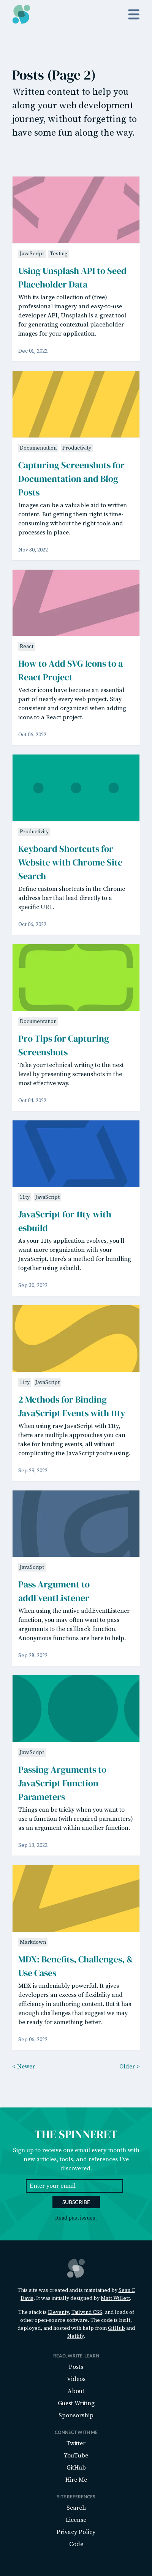 Posts (Page 2)
Written content to help you
along your web development
journey, without forgetting to
have some fun along the way.
JavaScript Testing
Using Unsplash API to Seed
Placeholder Data
With its large collection of (free)
professional imagery and easy-to-use
developer API, Unsplash is a great tool
for generating contextual placeholder
images for your application.
Dec 01, 2022
Documentation Productivity
Capturing Screenshots for
Documentation and Blog
Posts
Images can be a valuable aid to written
content. But getting them right is time-
consuming without the right tools and
processes in place.
Nov 30, 2022
React
How to Add SVG Icons to a
React Project
Vector icons have become an essential
part of nearly every web project. Stay
consistent and organized when adding
icons to a React project.
Oct 06, 2022
Productivity
Keyboard Shortcuts for
Website with Chrome Site
Search
Define custom shortcuts in the Chrome
address bar that lead directly to a
specific URL.
Oct 06, 2022
Documentation
Pro Tips for Capturing
Screenshots
Take your technical writing to the next
level by presenting screenshots in the
most effective way.
Oct 04, 2022
11ty JavaScript
JavaScript for 11ty with
esbuild
As your 11ty application evolves, you'll
want more organization with your
JavaScript. Here's a method for bundling
together using esbuild.
Sep 30, 2022
11ty JavaScript
2 Methods for Binding
JavaScript Events with 11ty
When using raw JavaScript with 11ty,
there are multiple approaches you can
take for binding events, all without
complicating the JavaScript you're using.
Sep 29, 2022
JavaScript
Pass Argument to
addEventListener
When using the native addEventListener
function, you may often want to pass
arguments to the callback function.
Anonymous functions are here to help.
Sep 28, 2022
JavaScript
Passing Arguments to
JavaScript Function
Parameters
Things can be tricky when you want to
use a function (with required parameters)
as an argument within another function.
Sep 13, 2022
Markdown
MDX: Benefits, Challenges, &
Use Cases
MDX is undeniably powerful. It gives
developers an excess of flexibility and
efficiency in authoring content. But it has
enough challenges that suggest we may
be ready for something better.
Sep 06, 2022
< Newer Older >
THE SPINNERET
Sign up to receive one email every month with
new articles, tools, and references I've
discovered.
Enter your email
SUBSCRIBE
Read past issues.
This site was created and is maintained by Sean C
Davis. It was initially designed by Matt Willett.
The stack is Eleventy, Tailwind CSS, and loads of
other open-source software. The code is built,
deployed, and hosted with help from GitHub and
Netlify.
READ, WRITE, LEARN
Posts
Videos
About
Guest Writing
Sponsorship
CONNECT WITH ME
Twitter
YouTube
GitHub
Hire Me
SITE REFERENCES
Search
License
Privacy Policy
Code